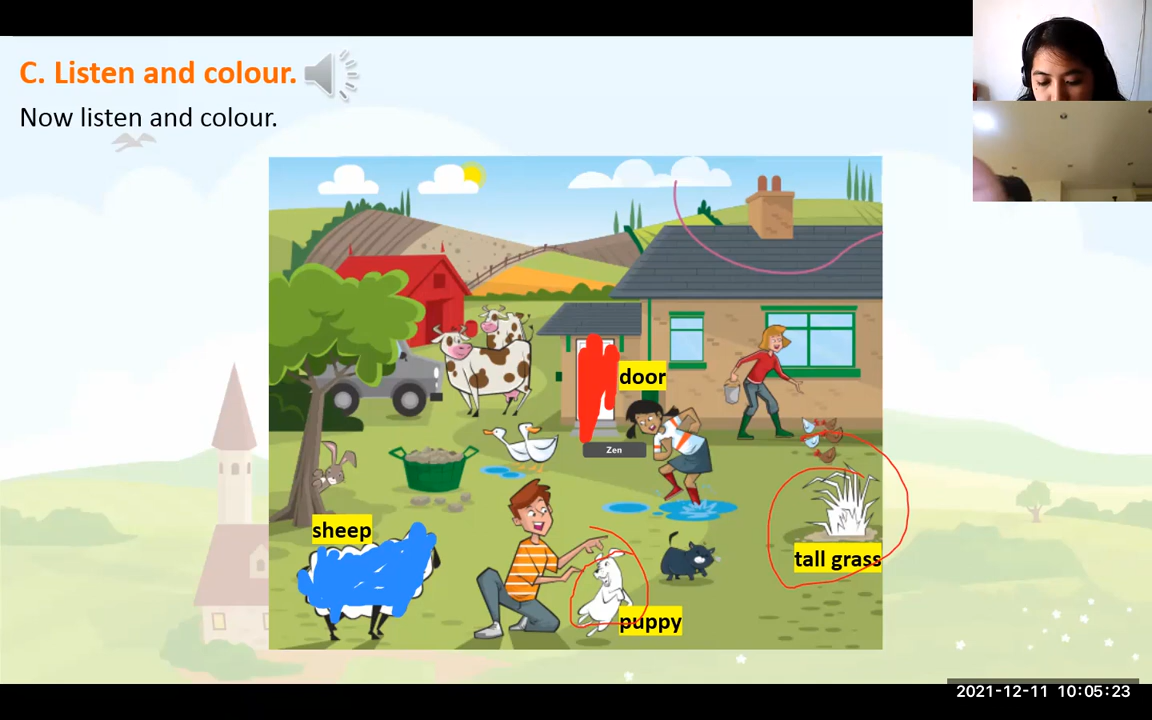 C. Listen and colour.
Now listen and colour.
door
Zen
sheep
tall grass
puppy
2021-12-11 10:05:23